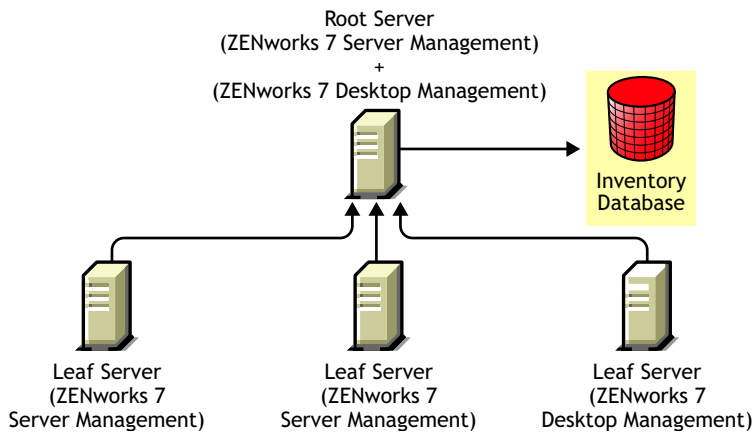 Root Server
(ZENworks 7 Server Management)
+
(ZENworks 7 Desktop Management)
Inventory
Database
Leaf Server
(ZENworks 7
Server Management)
Leaf Server
(ZENworks 7
Server Management)
Leaf Server
(ZENworks 7
Desktop Management)